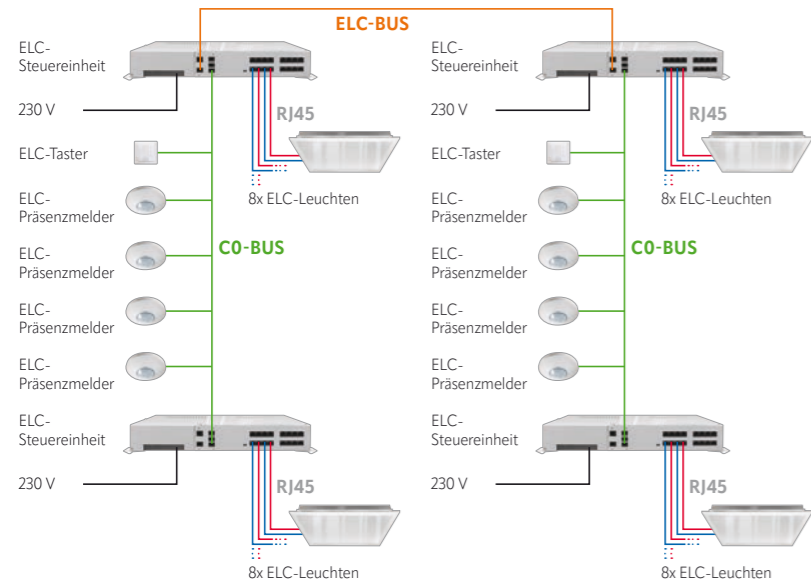 ELC-BUS
ELC-
Steuereinheit
230 V
RJ45
ELC-Taster
8x ELC-Leuchten
ELC-
Präsenzmelder
C0-BUS
ELC-
Präsenzmelder
ELC-
Präsenzmelder
ELC-
Präsenzmelder
ELC-
Steuereinheit
230 V
RJ45
8x ELC-Leuchten
ELC-
Steuereinheit
230 V
RJ45
ELC-Taster
8x ELC-Leuchten
ELC-
Präsenzmelder
C0-BUS
ELC-
Präsenzmelder
ELC-
Präsenzmelder
ELC-
Präsenzmelder
ELC-
Steuereinheit
230 V
RJ45
8x ELC-Leuchten